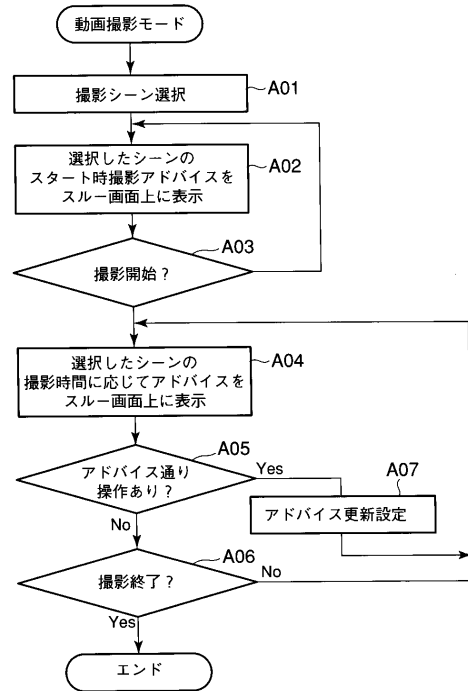 動画撮影モード
撮影シーン選択
A01
選択したシーンの
スタート時撮影アドバイスを
スルー画面上に表示
A02
撮影開始？
A03
選択したシーンの
撮影時間に応じてアドバイスを
スルー画面上に表示
A04
アドバイス通り
操作あり？
A05
Yes
A07
アドバイス更新設定
No
撮影終了？
A06
No
Yes
エンド